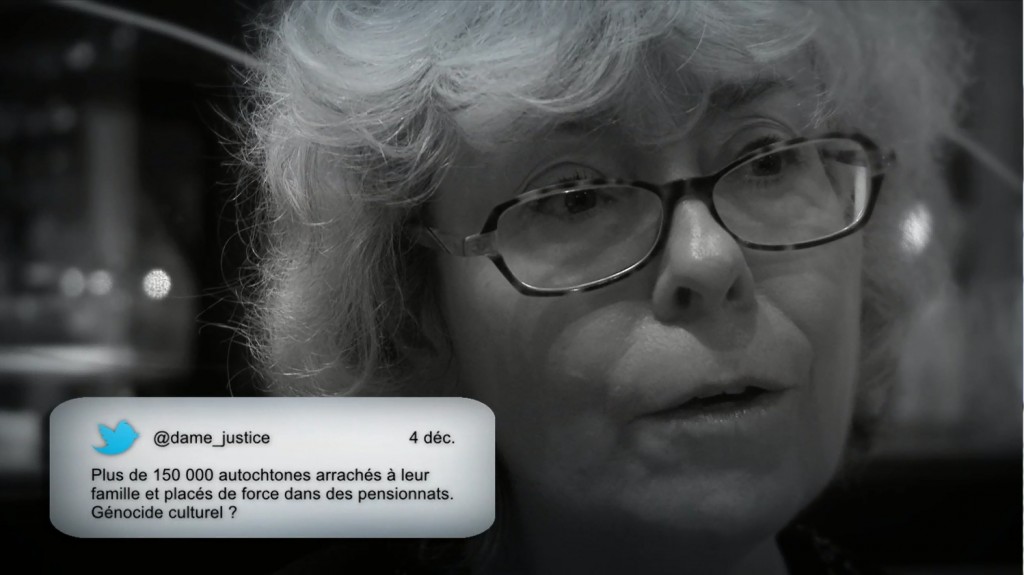 @dame_justice 4 déc.
Plus de 150 000 autochtones arrachés à leur
famille et placés de force dans des pensionnats.
Génocide culturel ?